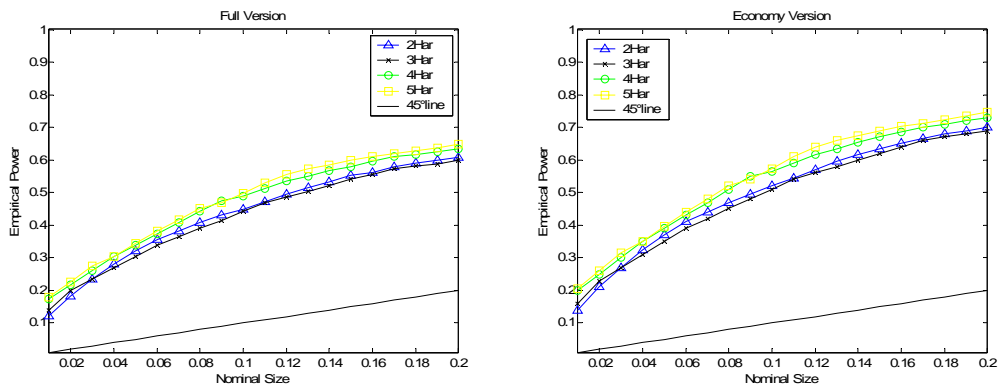 Full Version
1
0.9
0.8
0.7
0.6
0.5
0.4
0.3
0.2
0.1
Empirical Power
2Har
3Har
4Har
5Har
45°line
0.02 0.04 0.06 0.08 0.1 0.12 0.14 0.16 0.18 0.2
Nominal Size
Economy Version
1
0.9
0.8
0.7
0.6
0.5
0.4
0.3
0.2
0.1
Empirical Power
2Har
3Har
4Har
5Har
45°line
0.02 0.04 0.06 0.08 0.1 0.12 0.14 0.16 0.18 0.2
Nominal Size